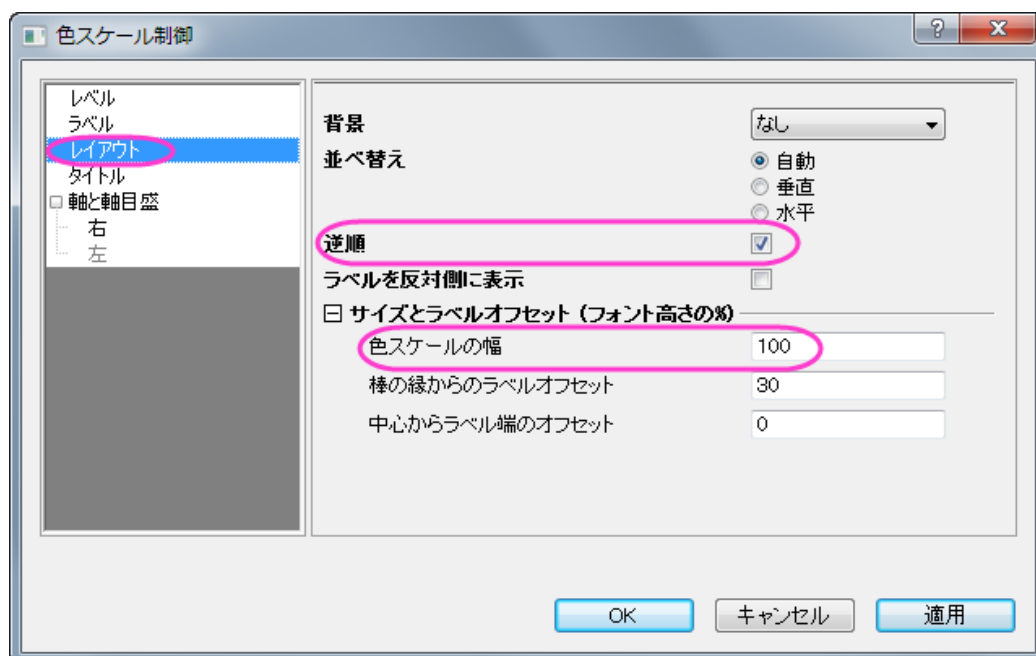 色スケール制御
レベル
ラベル
レイアウト
タイトル
軸と軸目盛
右
左
背景 なし
並べ替え 自動
垂直
水平
逆順
ラベルを反対側に表示
サイズとラベルオフセット (フォント高さの%)
色スケールの幅 100
棒の縁からのラベルオフセット 30
中心からラベル端のオフセット 0
OK キャンセル 適用